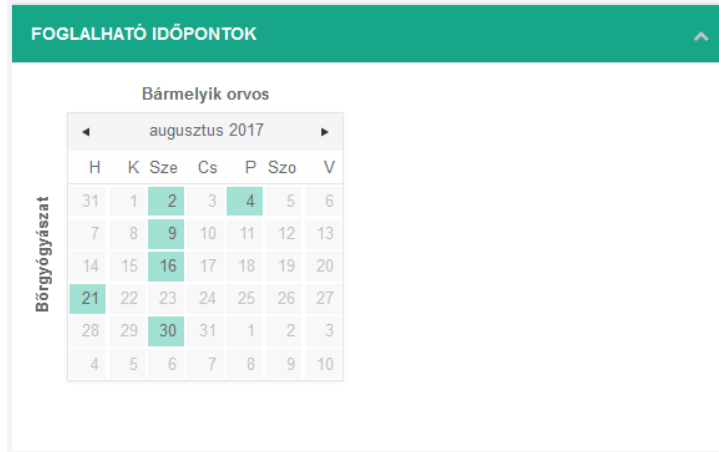 FOGLALHATÓ IDŐPONTOK
Bármelyik orvos
augusztus 2017
H K Sze Cs P Szo V
31 1 2 3 4 5 6
7 8 9 10 11 12 13
14 15 16 17 18 19 20
21 22 23 24 25 26 27
28 29 30 31 1 2 3
4 5 6 7 8 9 10
Bőrgyógyászat